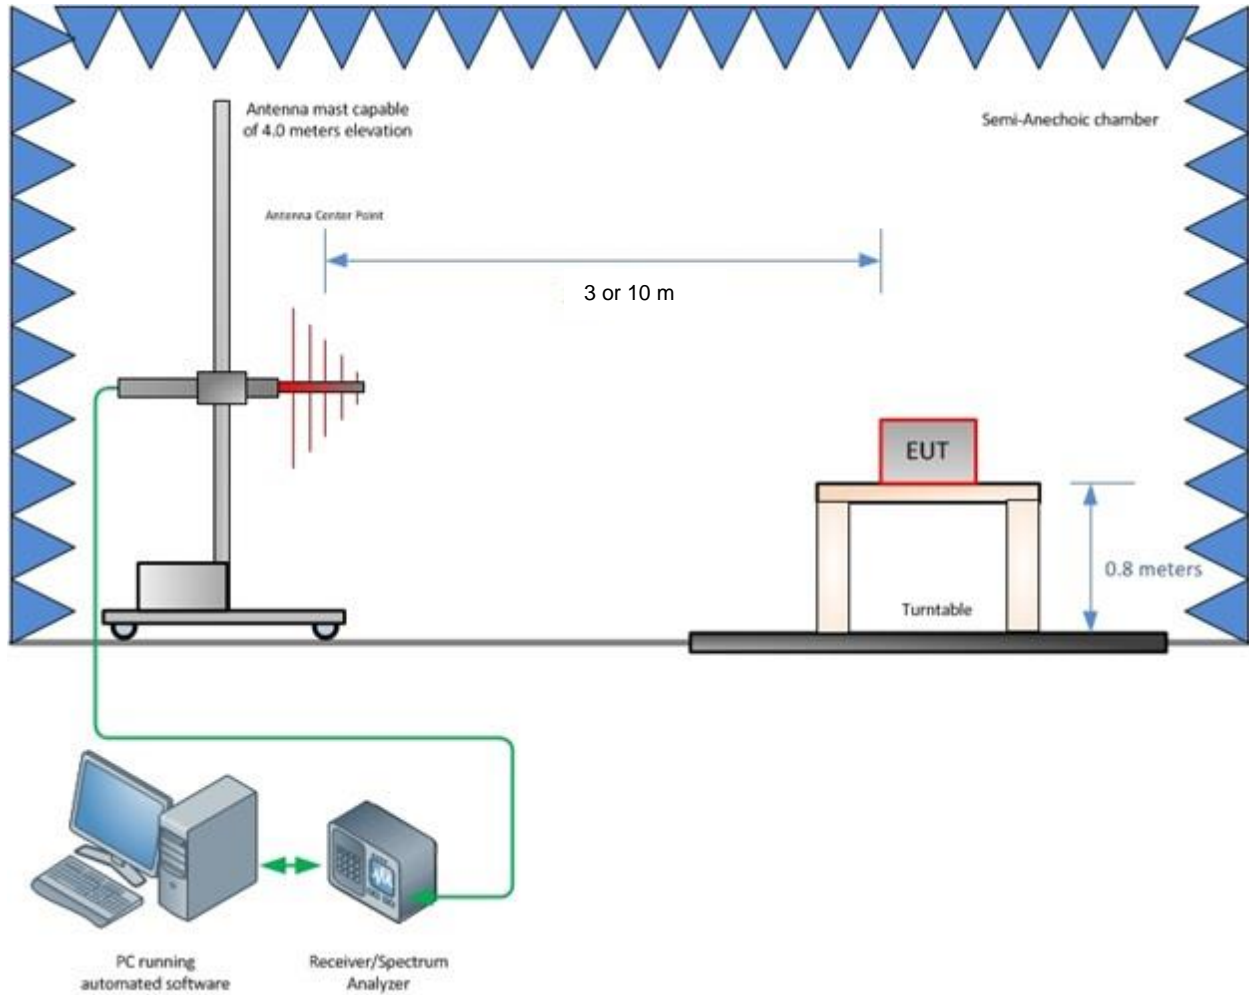 Antenna mast capable
of 4.0 meters elevation
Semi-Anechoic chamber
Antenna Center Point
3 or 10 m
EUT
0.8 meters
Turntable
PC running
automated software
Receiver/Spectrum
Analyzer